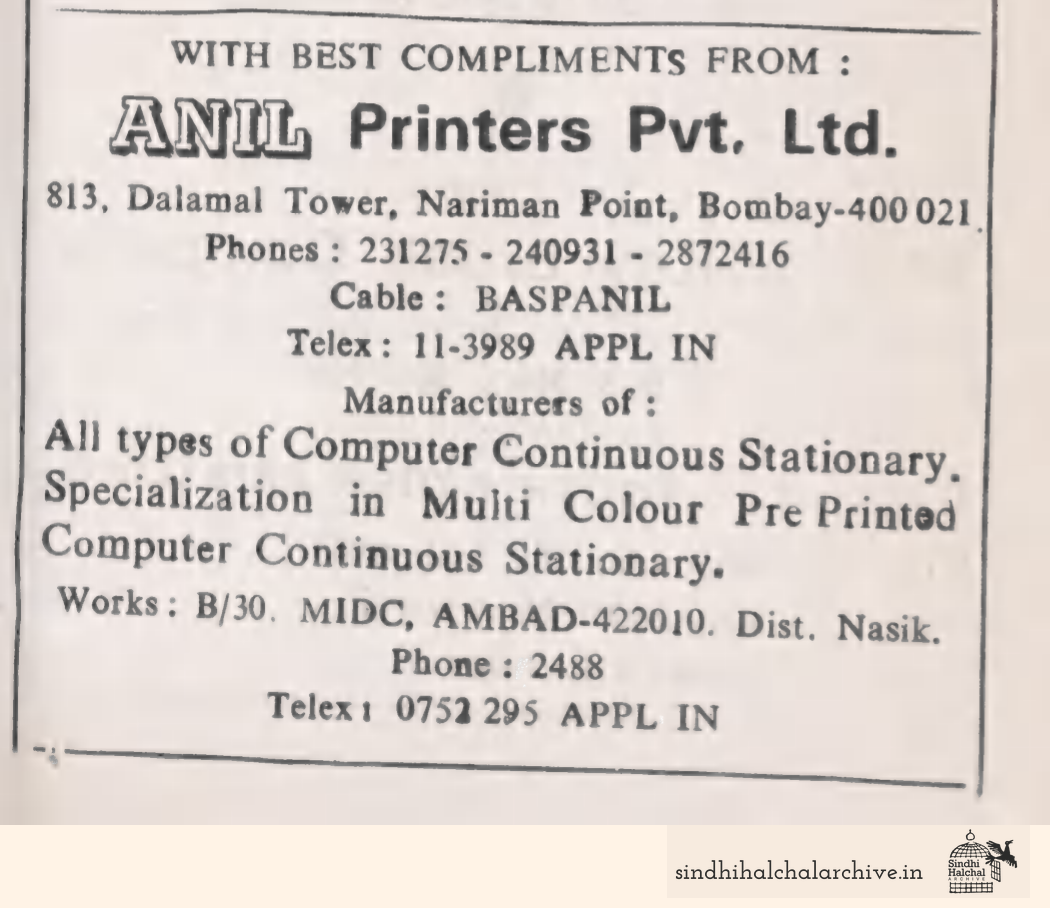 WITH BEST COMPLIMENTS FROM :
ANIL Printers Pvt. Ltd.
813, Dalamal Tower, Nariman Point, Bombay-400 021.
Phones : 231275 - 240931 - 2872416
Cable : BASPANIL
Telex : 11-3989 APPL IN
Manufacturers of :
All types of Computer Continuous Stationary.
Specialization in Multi Colour Pre Printed
Computer Continuous Stationary.
Works : B/30. MIDC, AMBAD-422010. Dist. Nasik.
Phone : 2488
Telex : 0752 295 APPL IN
sindhihalchalarchive.in
Sindhi
Halchal
ARCHIVE